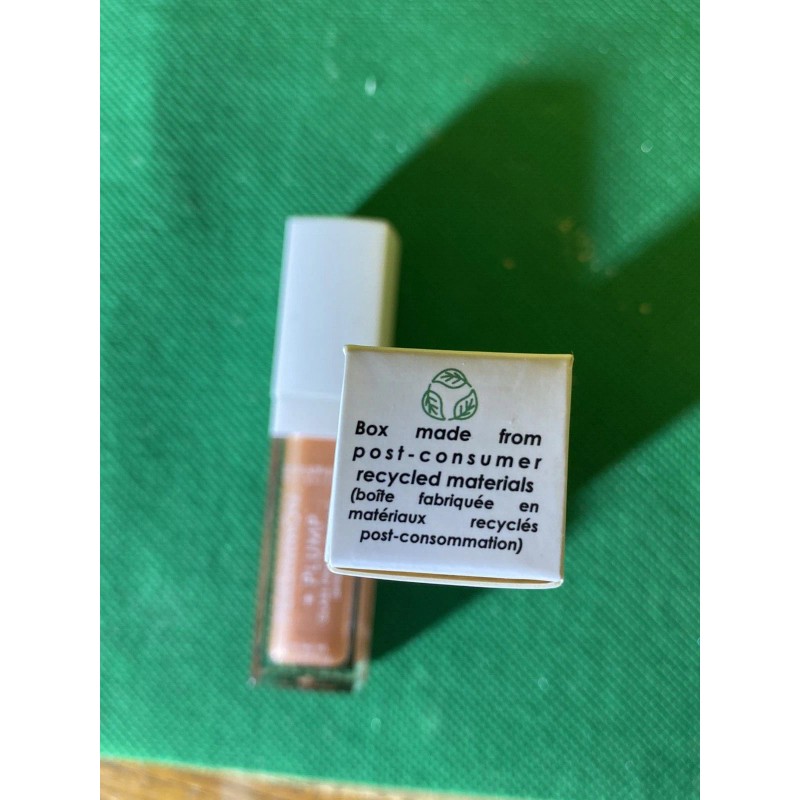 Box made from
post-consumer
recycled materials
(boîte fabriquée en
matériaux recyclés
post-consommation)
PLUMP